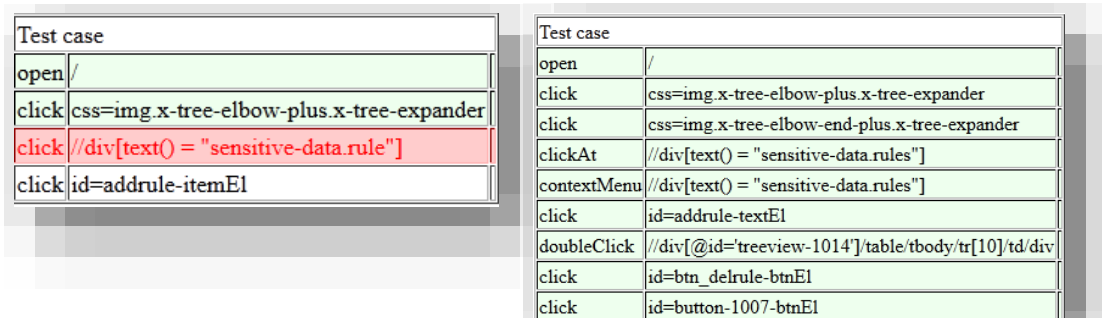 Test case
open /
click css=img.x-tree-elbow-plus.x-tree-expander
click //div[text() = "sensitive-data.rule"]
click id=addrule-itemEl
Test case
open /
click css=img.x-tree-elbow-plus.x-tree-expander
click css=img.x-tree-elbow-end-plus.x-tree-expander
clickAt //div[text() = "sensitive-data.rules"]
contextMenu //div[text() = "sensitive-data.rules"]
click id=addrule-textEl
doubleClick //div[@id='treeview-1014']/table/tbody/tr[10]/td/div
click id=btn_delrule-btnEl
click id=button-1007-btnEl